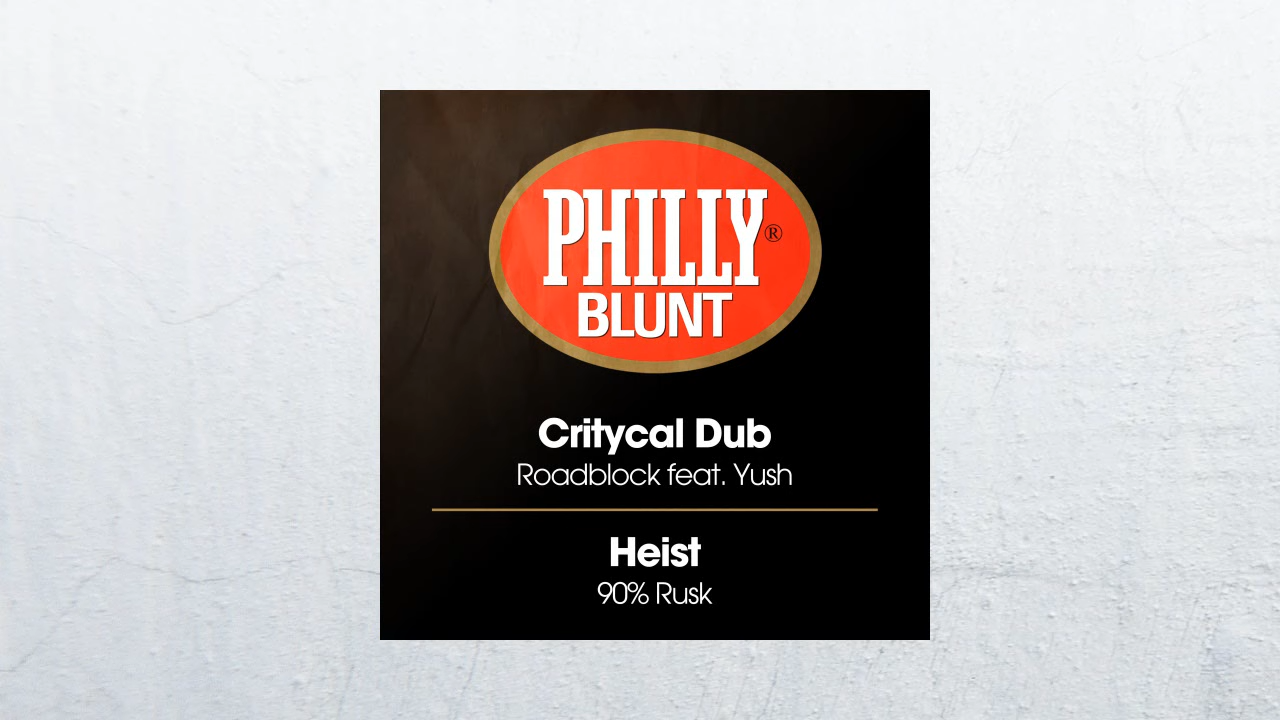 PHILLY®
BLUNT
Critycal Dub
Roadblock feat. Yush
Heist
90% Rusk